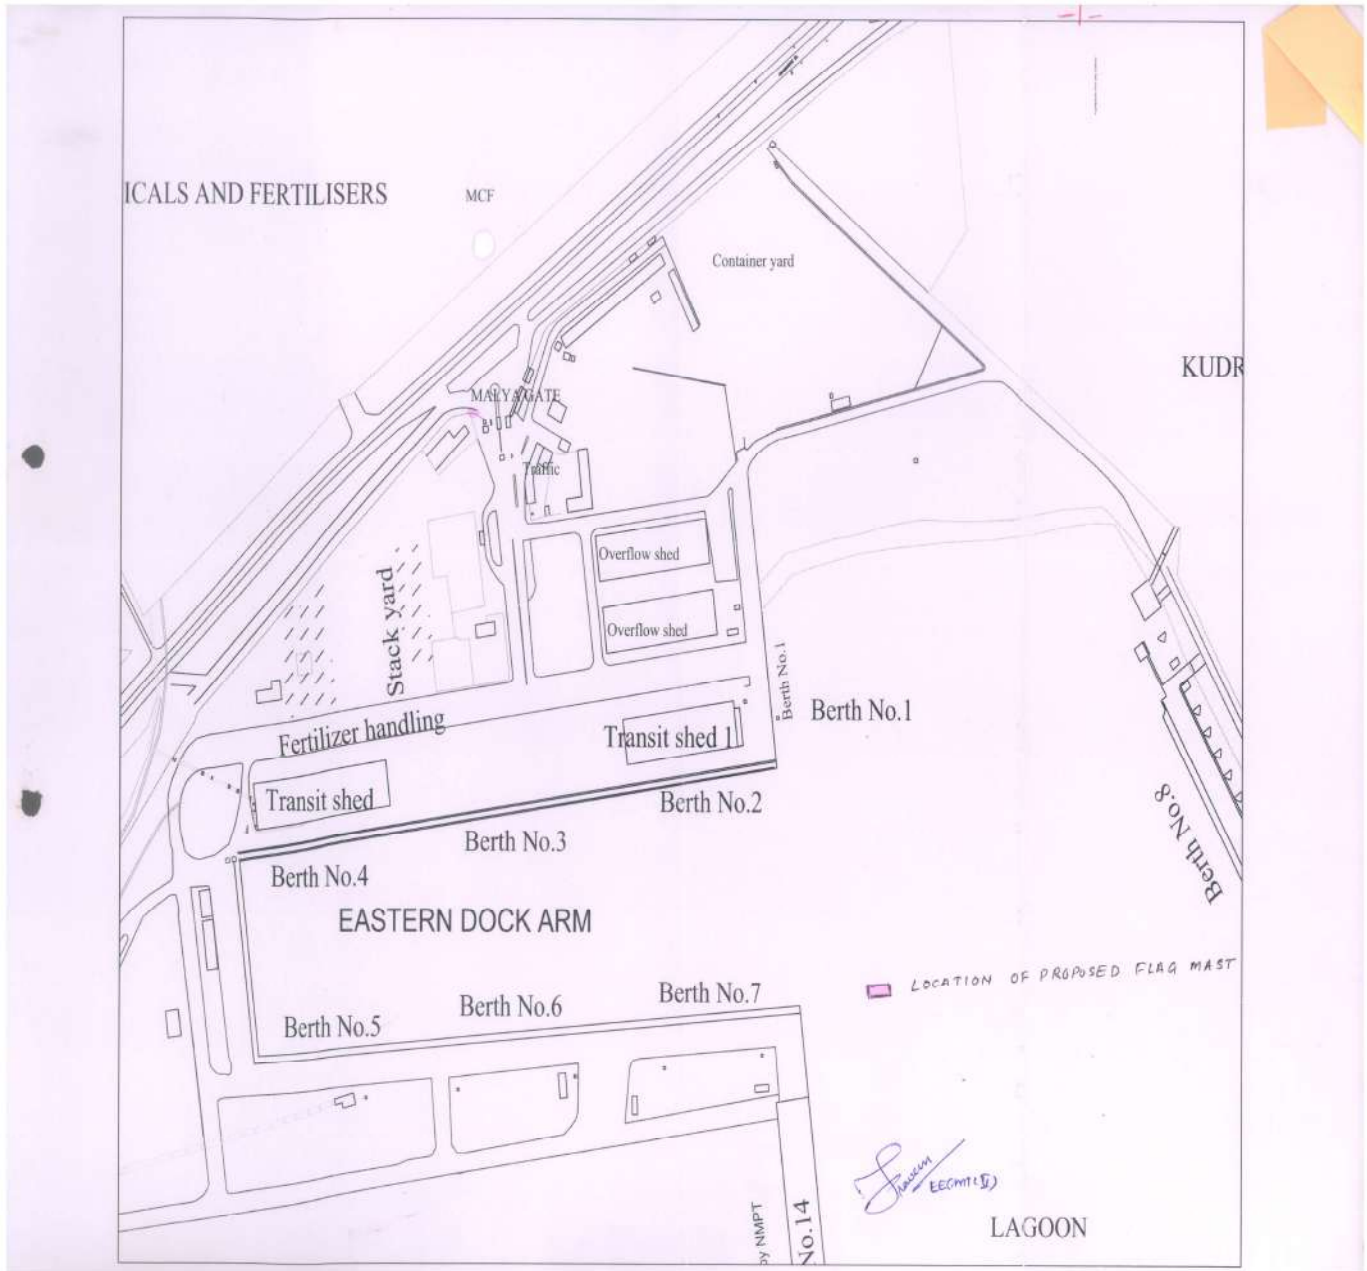 ICALS AND FERTILISERS
MCF
Container yard
KUDR
MALYA GATE
Traffic
Overflow shed
Stack yard
Overflow shed
Berth No.1
Berth No.1
Fertilizer handling
Transit shed 1
Transit shed
Berth No.2
Berth No.8
Berth No.3
Berth No.4
EASTERN DOCK ARM
LOCATION OF PROPOSED FLAG MAST
Berth No.7
Berth No.6
Berth No.5
by NMPT
No.14
LAGOON